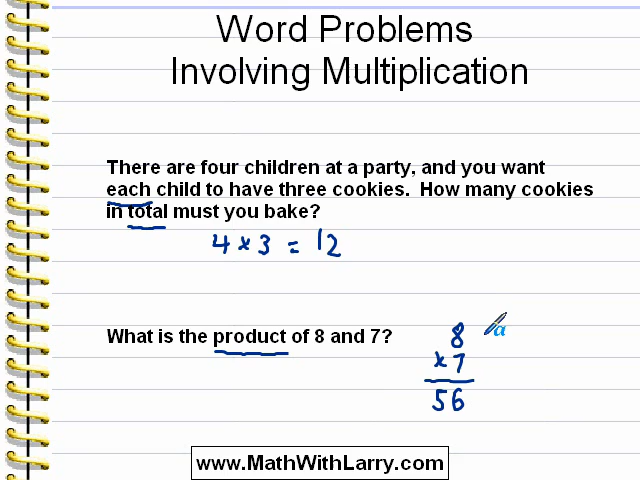 Word Problems
Involving Multiplication
There are four children at a party, and you want
each child to have three cookies.  How many cookies
in total must you bake?
4 × 3 = 12
What is the product of 8 and 7?
8
× 7
56
a
www.MathWithLarry.com